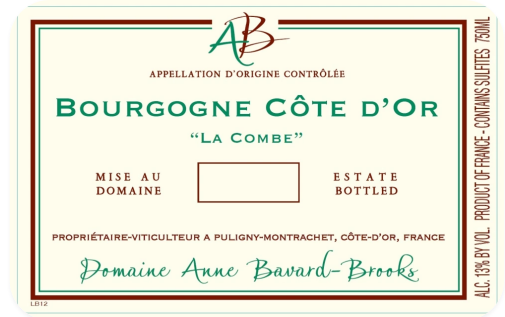 AB
APPELLATION D'ORIGINE CONTRÔLÉE
BOURGOGNE CÔTE D'OR
"LA COMBE"
MISE AU DOMAINE
ESTATE BOTTLED
PROPRIÉTAIRE-VITICULTEUR A PULIGNY-MONTRACHET, CÔTE-D'OR, FRANCE
Domaine Anne Bavard-Brooks
LB12
ALC. 13% BY VOL. PRODUCT OF FRANCE - CONTAINS SULFITES 750ML